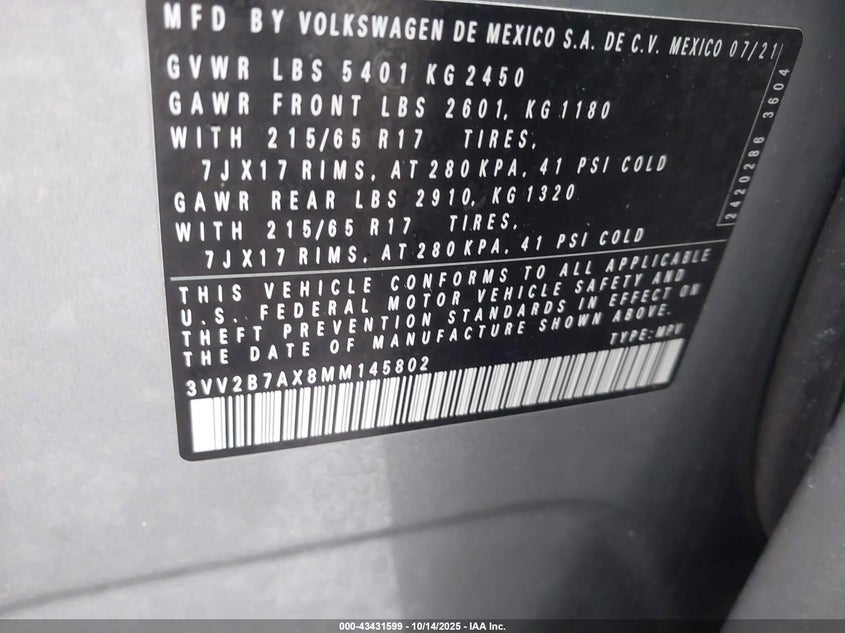 MFD BY VOLKSWAGEN DE MEXICO S.A. DE C.V. MEXICO 07/21
GVWR LBS 5401 KG 2450
GAWR FRONT LBS 2601, KG 1180
WITH 215/65 R17 TIRES,
7JX17 RIMS, AT 280 KPA, 41 PSI COLD
GAWR REAR LBS 2910, KG 1320
WITH 215/65 R17 TIRES,
7JX17 RIMS, AT 280 KPA, 41 PSI COLD
2420286 3604
THIS VEHICLE CONFORMS TO ALL APPLICABLE
U.S. FEDERAL MOTOR VEHICLE SAFETY AND
THEFT PREVENTION STANDARDS IN EFFECT ON
THE DATE OF MANUFACTURE SHOWN ABOVE.
TYPE: MPV
3VV2B7AX8MM145802
000-43431599 | 10/14/2025 - IAA Inc.